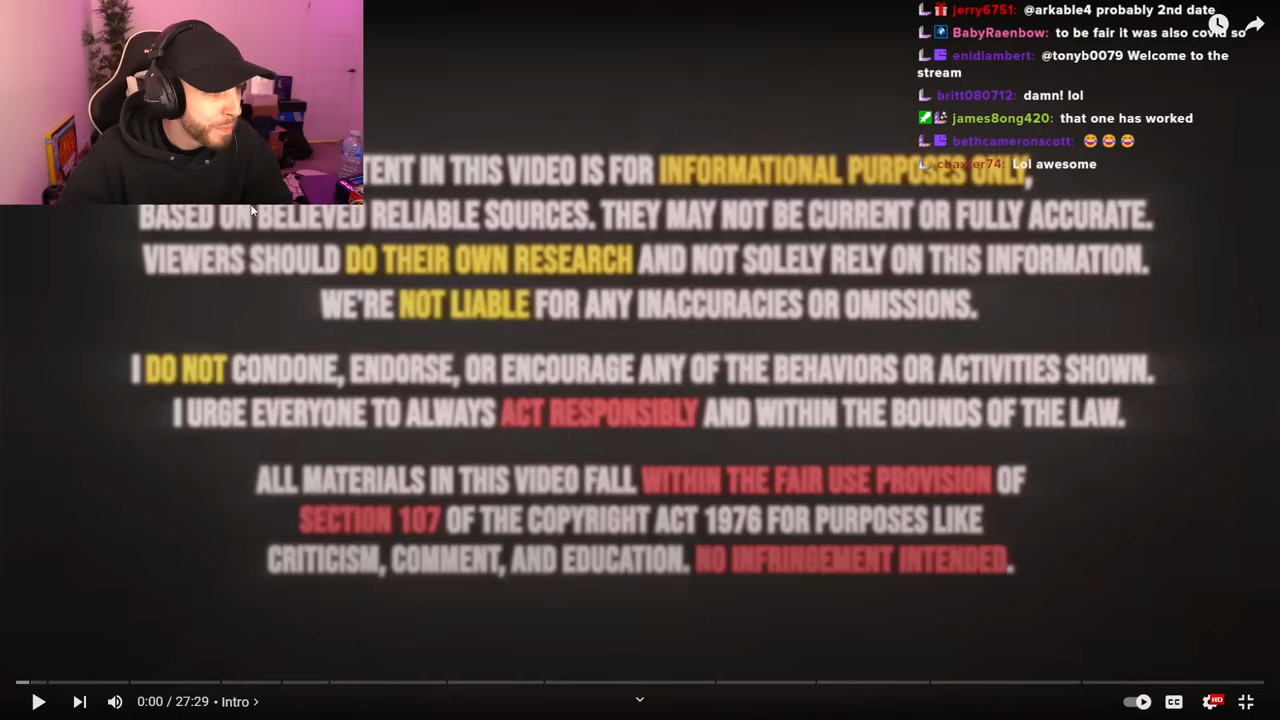 jerry6751: @arkable4 probably 2nd date
BabyRaenbow: to be fair it was also covid so
enidlambert: @tonyb0079 Welcome to the
stream
britt080712: damn! lol
james8ong420: that one has worked
bethcameronscott: 😂😂😂
Lol awesome
TENT IN THIS VIDEO IS FOR INFORMATIONAL PURPOSES ONLY,
BASED ON BELIEVED RELIABLE SOURCES. THEY MAY NOT BE CURRENT OR FULLY ACCURATE.
VIEWERS SHOULD DO THEIR OWN RESEARCH AND NOT SOLELY RELY ON THIS INFORMATION.
WE'RE NOT LIABLE FOR ANY INACCURACIES OR OMISSIONS.
I DO NOT CONDONE, ENDORSE, OR ENCOURAGE ANY OF THE BEHAVIORS OR ACTIVITIES SHOWN.
I URGE EVERYONE TO ALWAYS ACT RESPONSIBLY AND WITHIN THE BOUNDS OF THE LAW.
ALL MATERIALS IN THIS VIDEO FALL WITHIN THE FAIR USE PROVISION OF
SECTION 107 OF THE COPYRIGHT ACT 1976 FOR PURPOSES LIKE
CRITICISM, COMMENT, AND EDUCATION. NO INFRINGEMENT INTENDED.
0:00 / 27:29 • Intro >
CC
HD